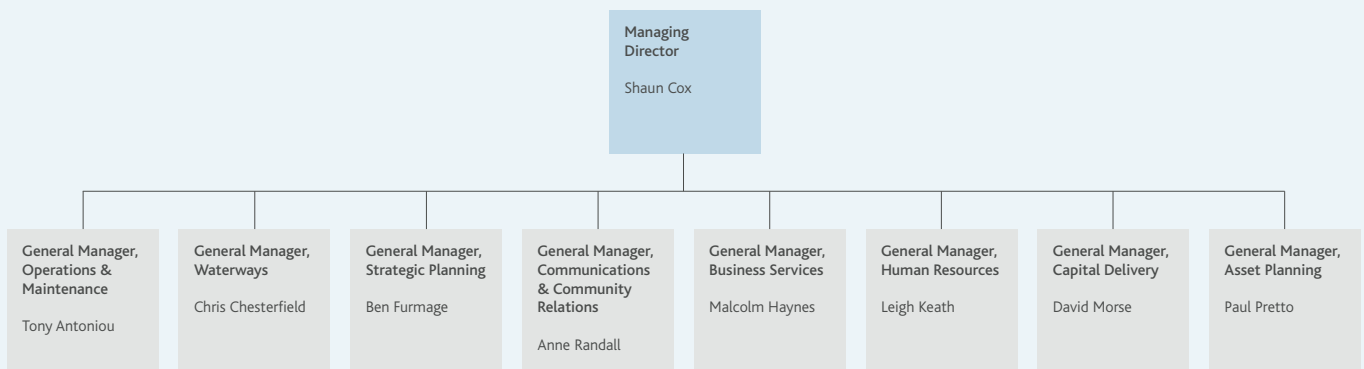 Managing
Director
Shaun Cox
General Manager,
Operations &
Maintenance
Tony Antoniou
General Manager,
Waterways
Chris Chesterfield
General Manager,
Strategic Planning
Ben Furmage
General Manager,
Communications
& Community
Relations
Anne Randall
General Manager,
Business Services
Malcolm Haynes
General Manager,
Human Resources
Leigh Keath
General Manager,
Capital Delivery
David Morse
General Manager,
Asset Planning
Paul Pretto